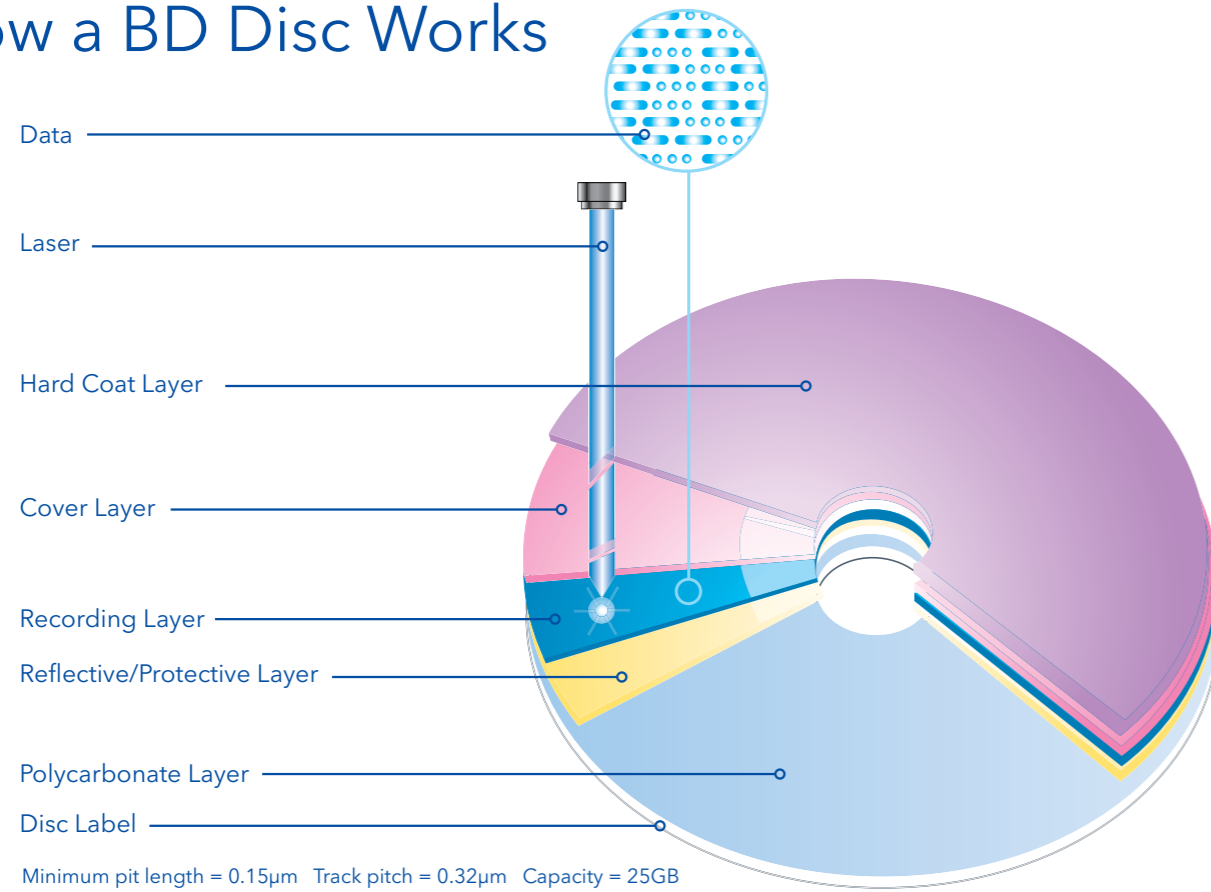 ow a BD Disc Works
Data
Laser
Hard Coat Layer
Cover Layer
Recording Layer
Reflective/Protective Layer
Polycarbonate Layer
Disc Label
Minimum pit length = 0.15µm Track pitch = 0.32µm Capacity = 25GB